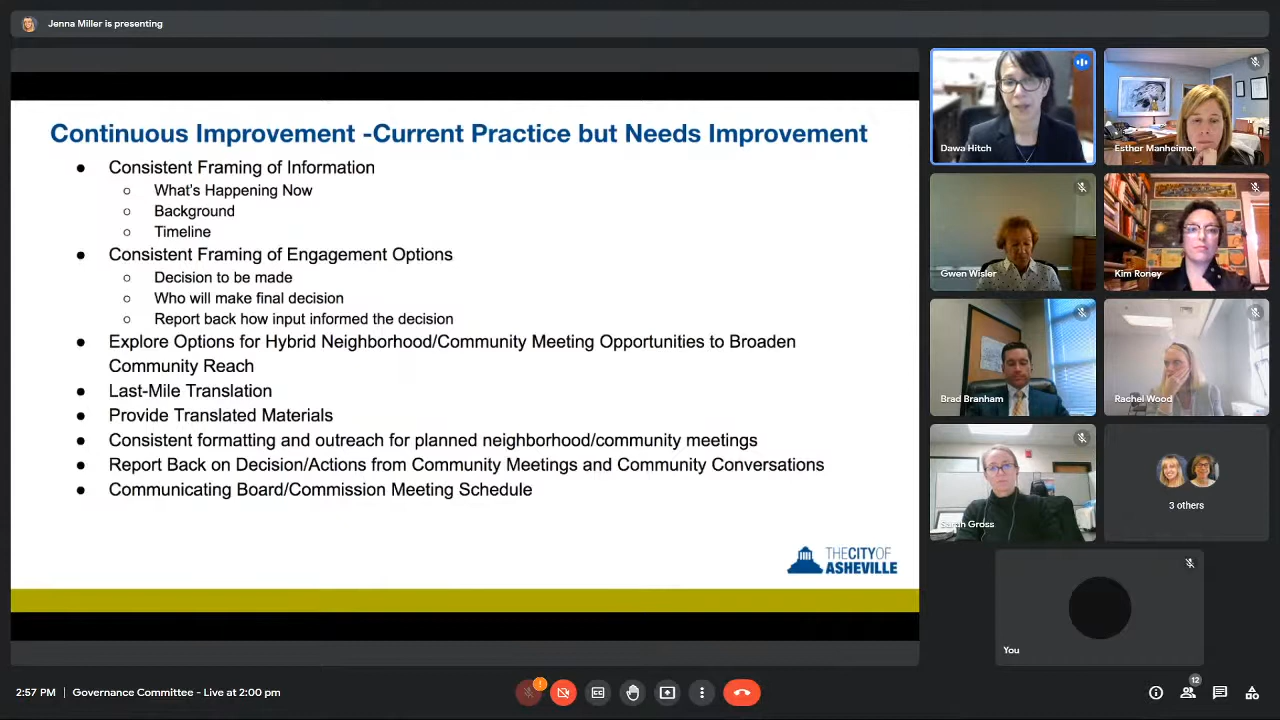 Jenna Miller is presenting
Continuous Improvement -Current Practice but Needs Improvement
Consistent Framing of Information
What's Happening Now
Background
Timeline
Consistent Framing of Engagement Options
Decision to be made
Who will make final decision
Report back how input informed the decision
Explore Options for Hybrid Neighborhood/Community Meeting Opportunities to Broaden
Community Reach
Last-Mile Translation
Provide Translated Materials
Consistent formatting and outreach for planned neighborhood/community meetings
Report Back on Decision/Actions from Community Meetings and Community Conversations
Communicating Board/Commission Meeting Schedule
THE CITY OF
ASHEVILLE
Dawa Hitch
Esther Manheimer
Gwen Wisler
Kim Roney
Brad Branham
Rachel Wood
Sarah Gross
3 others
You
2:57 PM | Governance Committee - Live at 2:00 pm
12